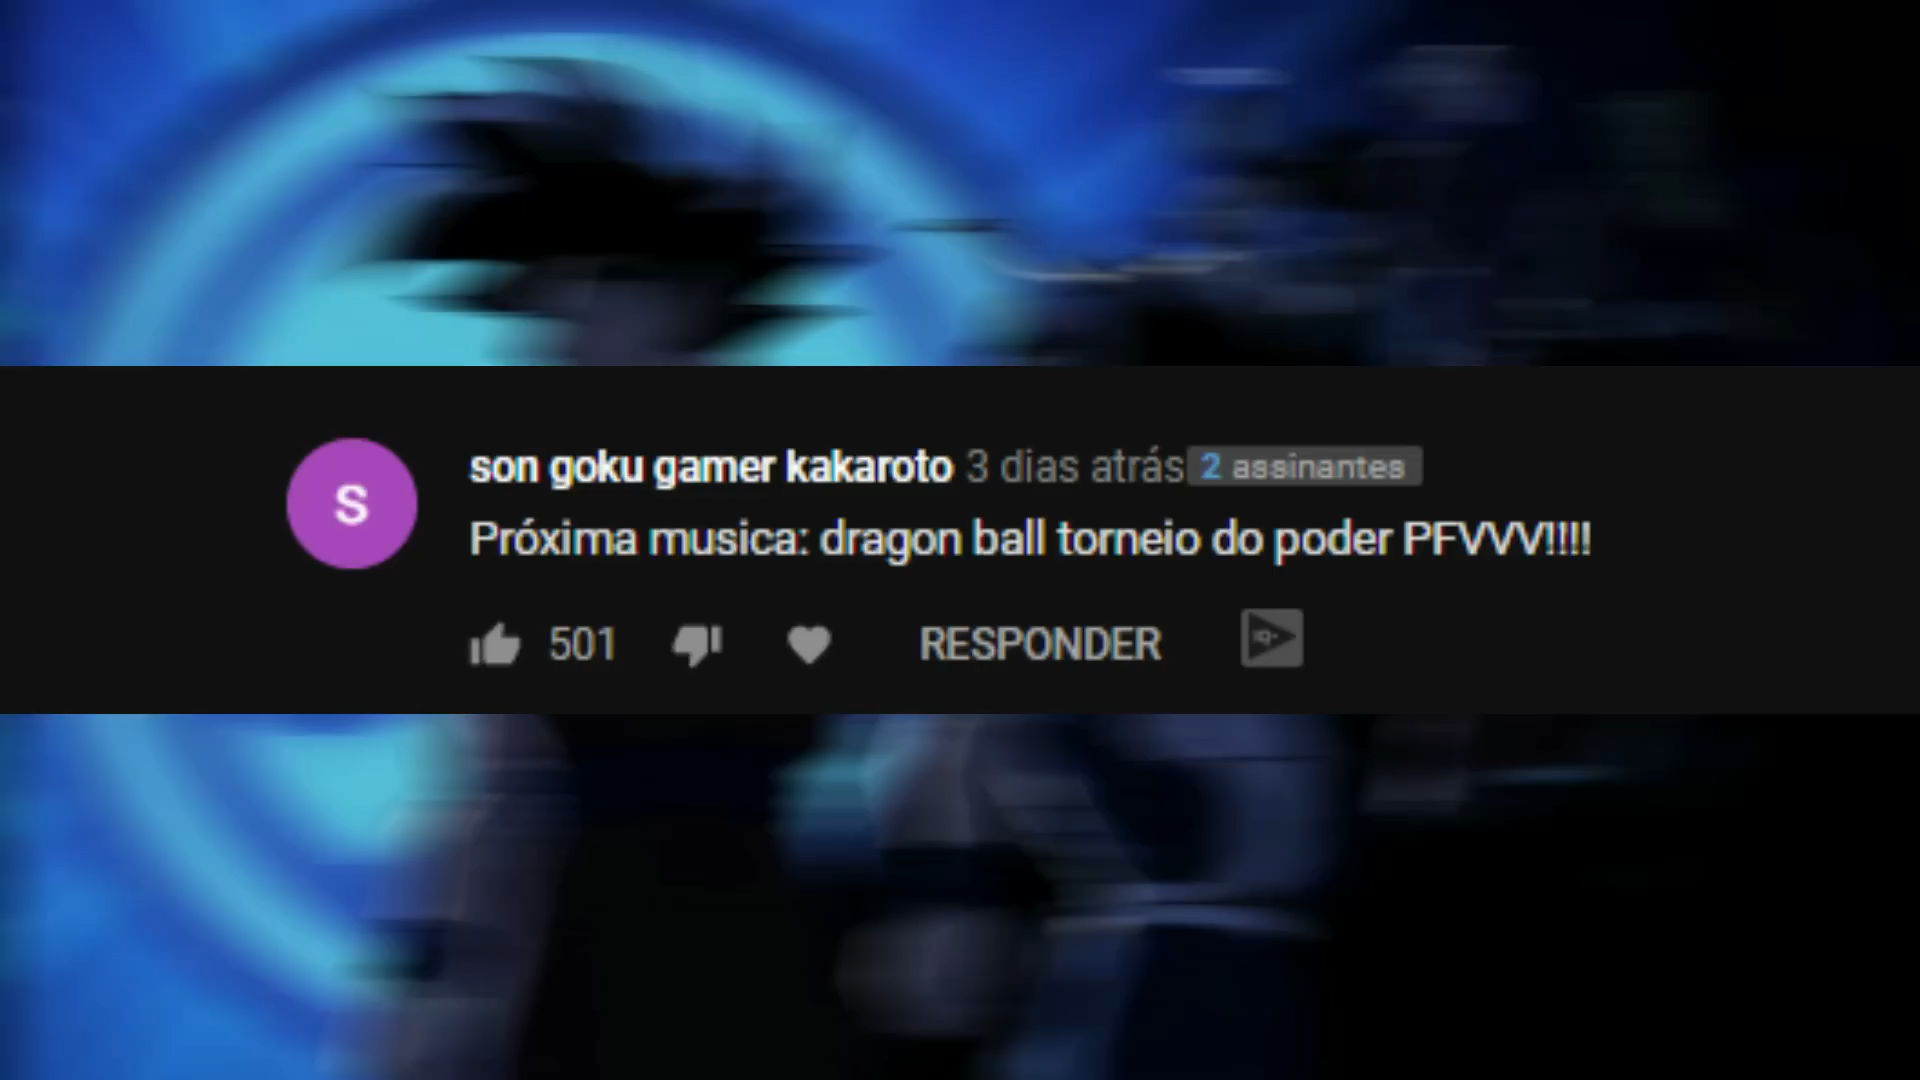 S
son goku gamer kakaroto 3 dias atrás 2 assinantes
Próxima musica: dragon ball torneio do poder PFVVV!!!!
501 RESPONDER